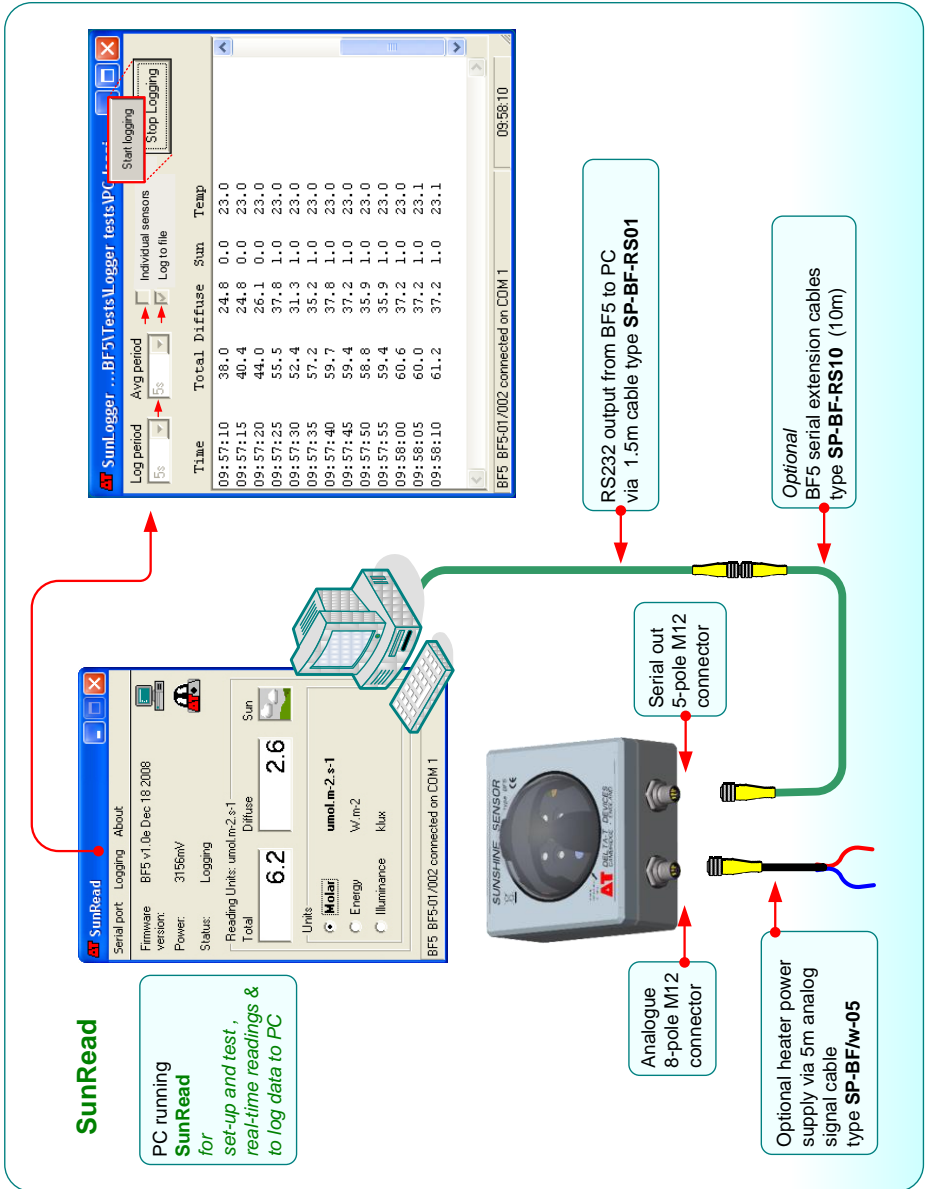 SunRead
PC running
SunRead
for
set-up and test ,
real-time readings &
to log data to PC
SunRead
Serial port Logging About
Firmware version: BF5 v1.0e Dec 18 2008
Power: 3156mV
Status: Logging
Reading Units: umol.m-2.s-1
Total Diffuse Sun
6.2 2.6
Units
Molar umol.m-2.s-1
Energy W.m-2
Illuminance klux
BF5 BF5-01/002 connected on COM 1
SunLogger ...BF5\Tests\Logger tests\PC
Log period Avg period
5s 5s
Individual sensors
Log to file
Start logging
Stop Logging
Time Total Diffuse Sun Temp
09:57:10 38.0 24.8 0.0 23.0
09:57:15 40.4 24.8 0.0 23.0
09:57:20 44.0 26.1 0.0 23.0
09:57:25 55.5 37.8 1.0 23.0
09:57:30 52.4 31.3 1.0 23.0
09:57:35 57.2 35.2 1.0 23.0
09:57:40 59.7 37.8 1.0 23.0
09:57:45 59.4 37.2 1.0 23.0
09:57:50 58.8 35.9 1.0 23.0
09:57:55 59.4 35.9 1.0 23.0
09:58:00 60.6 37.2 1.0 23.0
09:58:05 60.0 37.2 1.0 23.1
09:58:10 61.2 37.2 1.0 23.1
BF5 BF5-01/002 connected on COM 1 09:58:10
SUNSHINE SENSOR
type BF5
CE
AT DELTA-T DEVICES
CAMBRIDGE ENGLAND
Analogue
8-pole M12
connector
Serial out
5-pole M12
connector
RS232 output from BF5 to PC
via 1.5m cable type SP-BF-RS01
Optional
BF5 serial extension cables
type SP-BF-RS10 (10m)
Optional heater power
supply via 5m analog
signal cable
type SP-BF/w-05